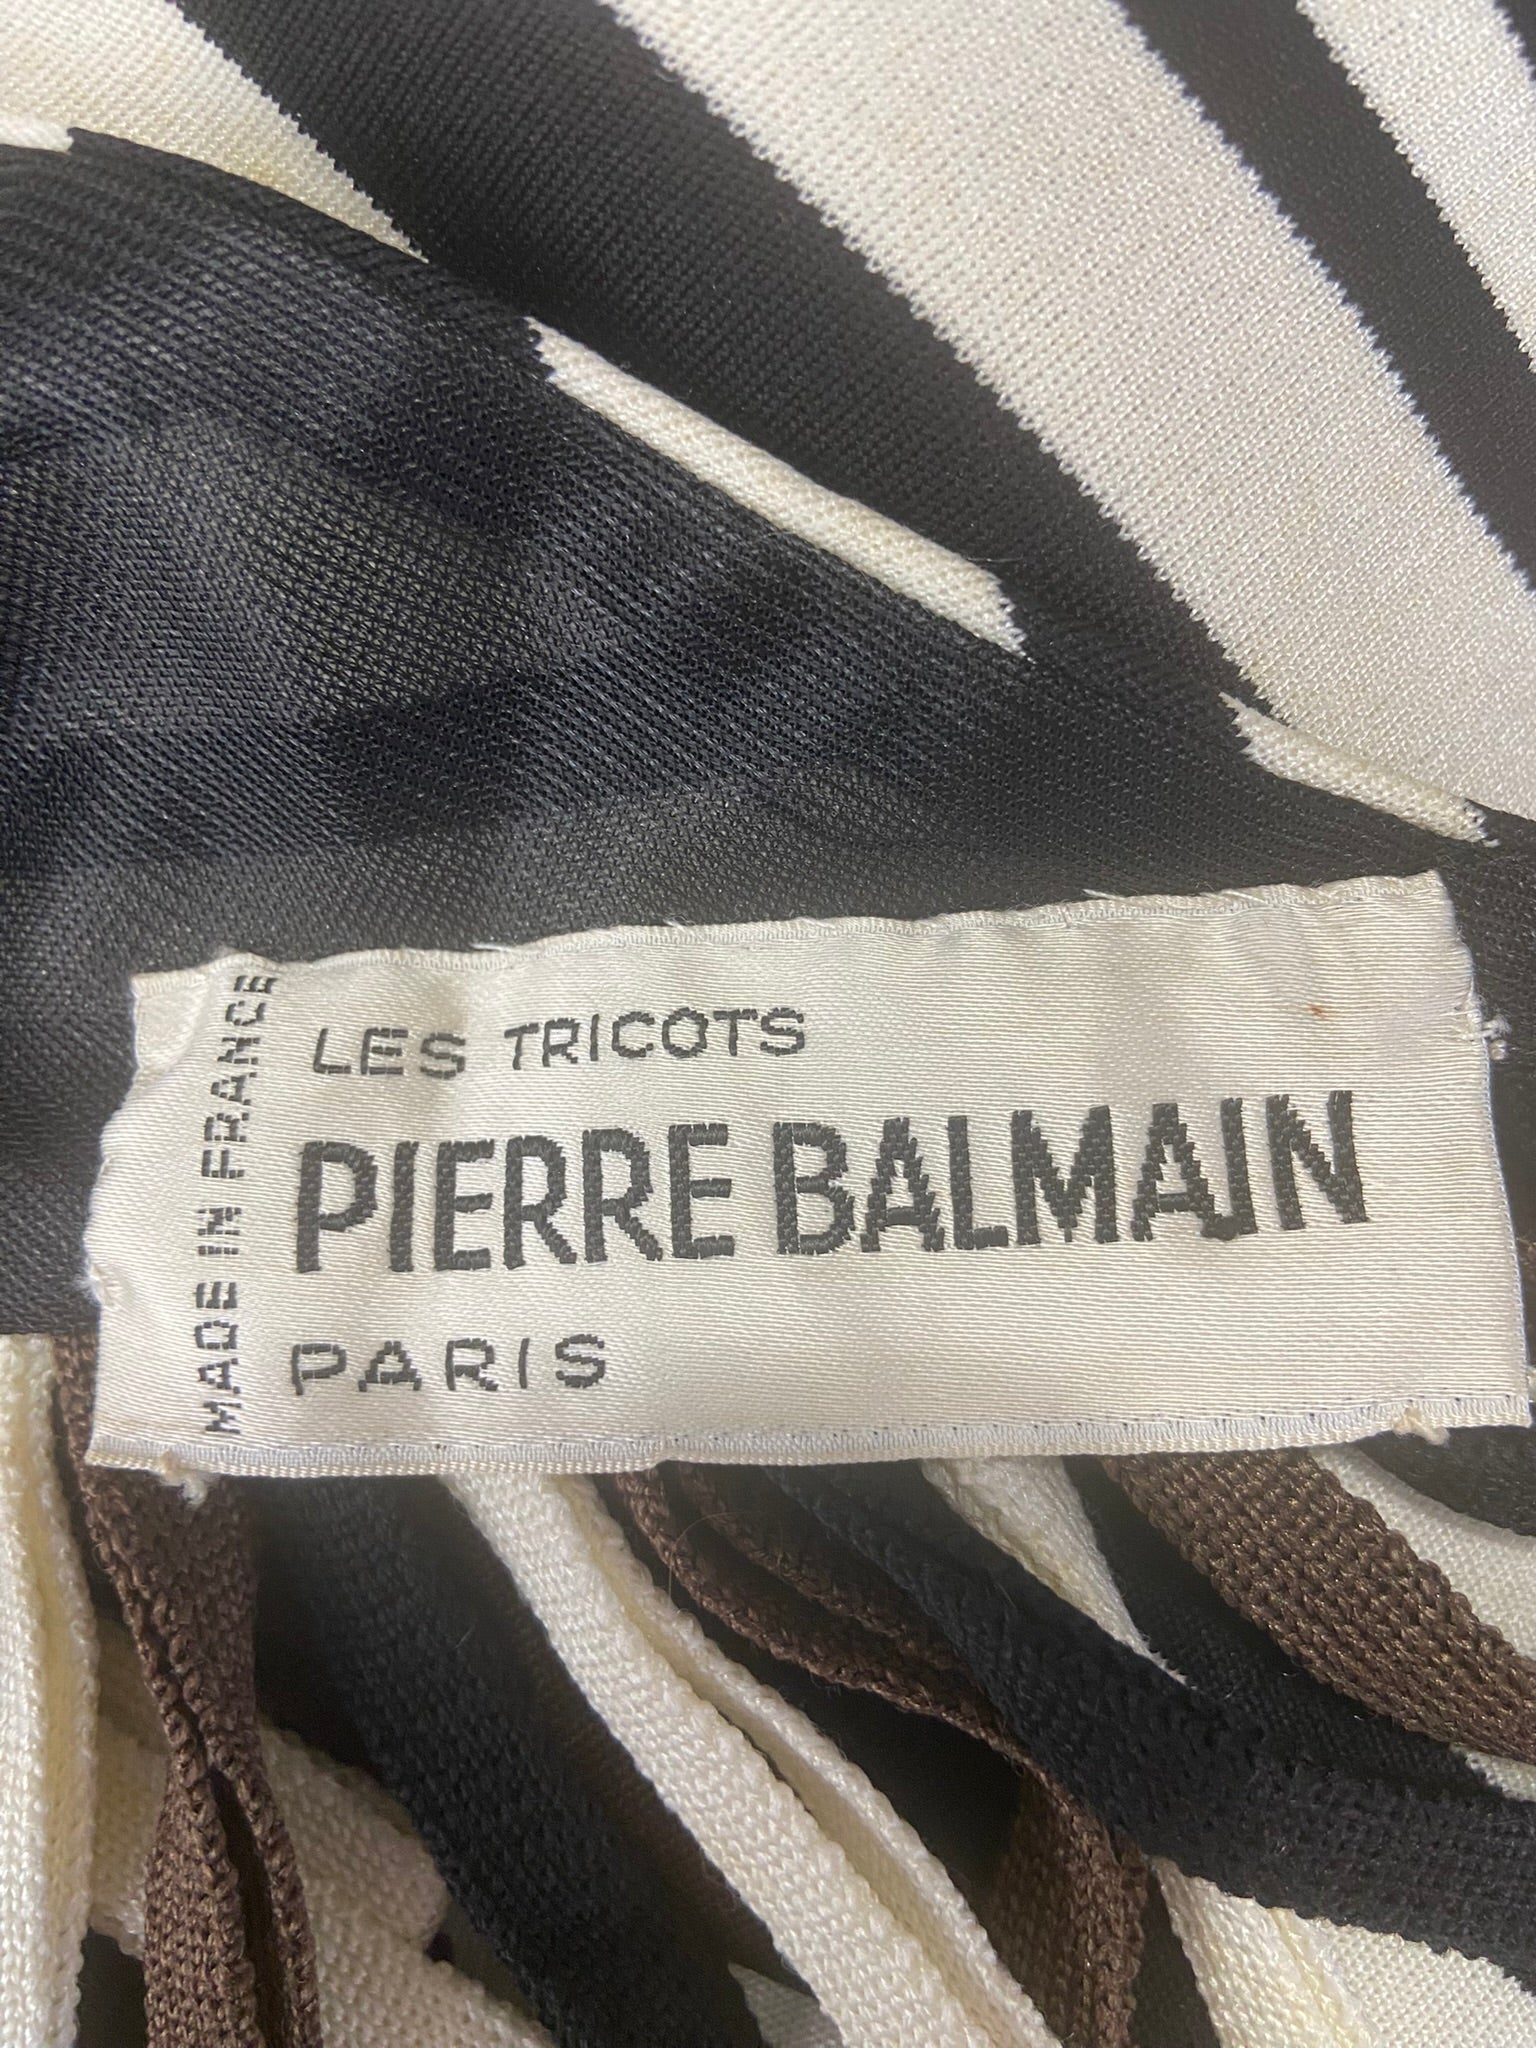 MADE IN FRANCE
LES TRICOTS
PIERRE BALMAIN
PARIS